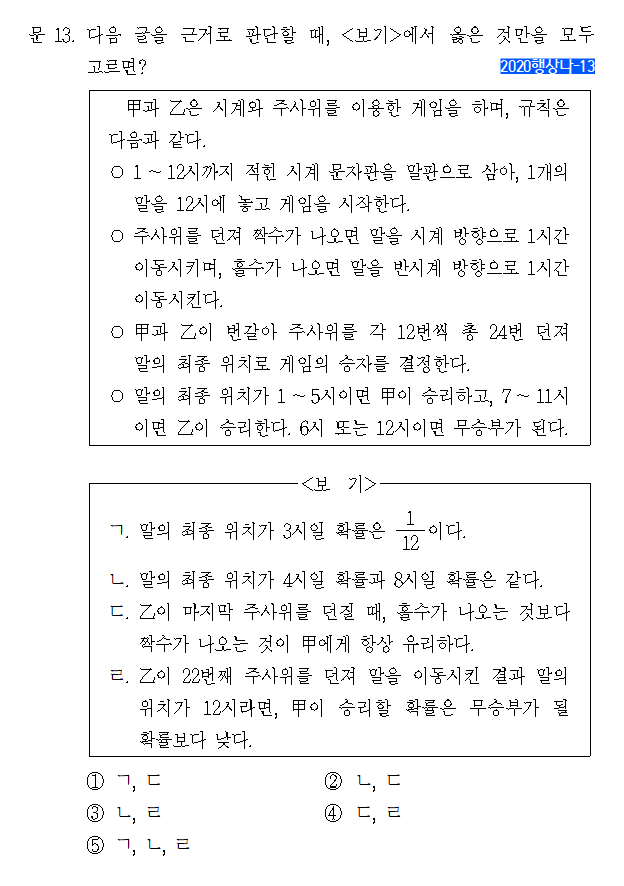 문 13. 다음 글을 근거로 판단할 때, <보기>에서 옳은 것만을 모두
고르면?
2020행상나-13
甲과 乙은 시계와 주사위를 이용한 게임을 하며, 규칙은
다음과 같다.
○ 1 ~ 12시까지 적힌 시계 문자판을 말판으로 삼아, 1개의
말을 12시에 놓고 게임을 시작한다.
○ 주사위를 던져 짝수가 나오면 말을 시계 방향으로 1시간
이동시키며, 홀수가 나오면 말을 반시계 방향으로 1시간
이동시킨다.
○ 甲과 乙이 번갈아 주사위를 각 12번씩 총 24번 던져
말의 최종 위치로 게임의 승자를 결정한다.
○ 말의 최종 위치가 1 ~ 5시이면 甲이 승리하고, 7 ~ 11시
이면 乙이 승리한다. 6시 또는 12시이면 무승부가 된다.
<보 기>
ㄱ. 말의 최종 위치가 3시일 확률은 1/12이다.
ㄴ. 말의 최종 위치가 4시일 확률과 8시일 확률은 같다.
ㄷ. 乙이 마지막 주사위를 던질 때, 홀수가 나오는 것보다
짝수가 나오는 것이 甲에게 항상 유리하다.
ㄹ. 乙이 22번째 주사위를 던져 말을 이동시킨 결과 말의
위치가 12시라면, 甲이 승리할 확률은 무승부가 될
확률보다 낮다.
① ㄱ, ㄷ
② ㄴ, ㄷ
③ ㄴ, ㄹ
④ ㄷ, ㄹ
⑤ ㄱ, ㄴ, ㄹ